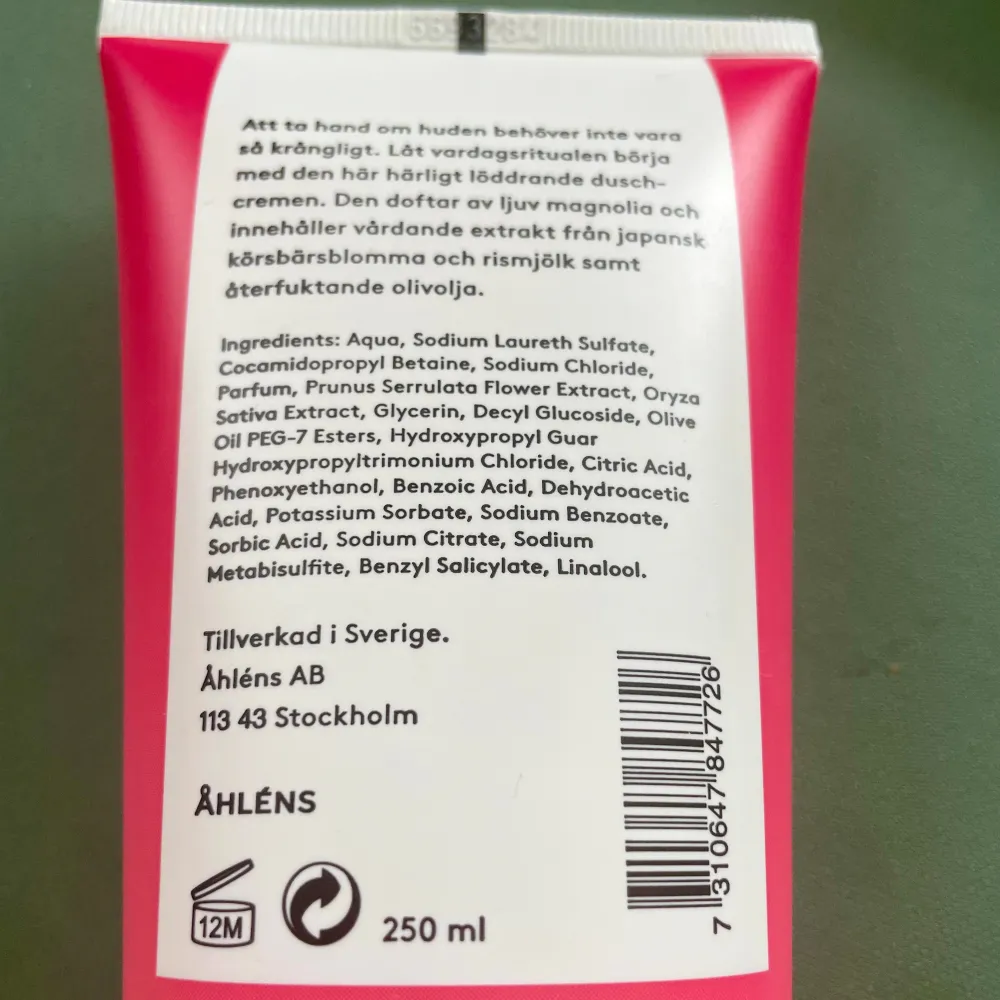 Att ta hand om huden behöver inte vara
så krångligt. Låt vardagsritualen börja
med den här härligt löddrande dusch-
cremen. Den doftar av ljuv magnolia och
innehåller vårdande extrakt från japansk
körsbärsblomma och rismjölk samt
återfuktande olivolja.
Ingredients: Aqua, Sodium Laureth Sulfate,
Cocamidopropyl Betaine, Sodium Chloride,
Parfum, Prunus Serrulata Flower Extract, Oryza
Sativa Extract, Glycerin, Decyl Glucoside, Olive
Oil PEG-7 Esters, Hydroxypropyl Guar
Hydroxypropyltrimonium Chloride, Citric Acid,
Phenoxyethanol, Benzoic Acid, Dehydroacetic
Acid, Potassium Sorbate, Sodium Benzoate,
Sorbic Acid, Sodium Citrate, Sodium
Metabisulfite, Benzyl Salicylate, Linalool.
Tillverkad i Sverige.
Åhléns AB
113 43 Stockholm
ÅHLÉNS
12M
250 ml
7 310647 847726